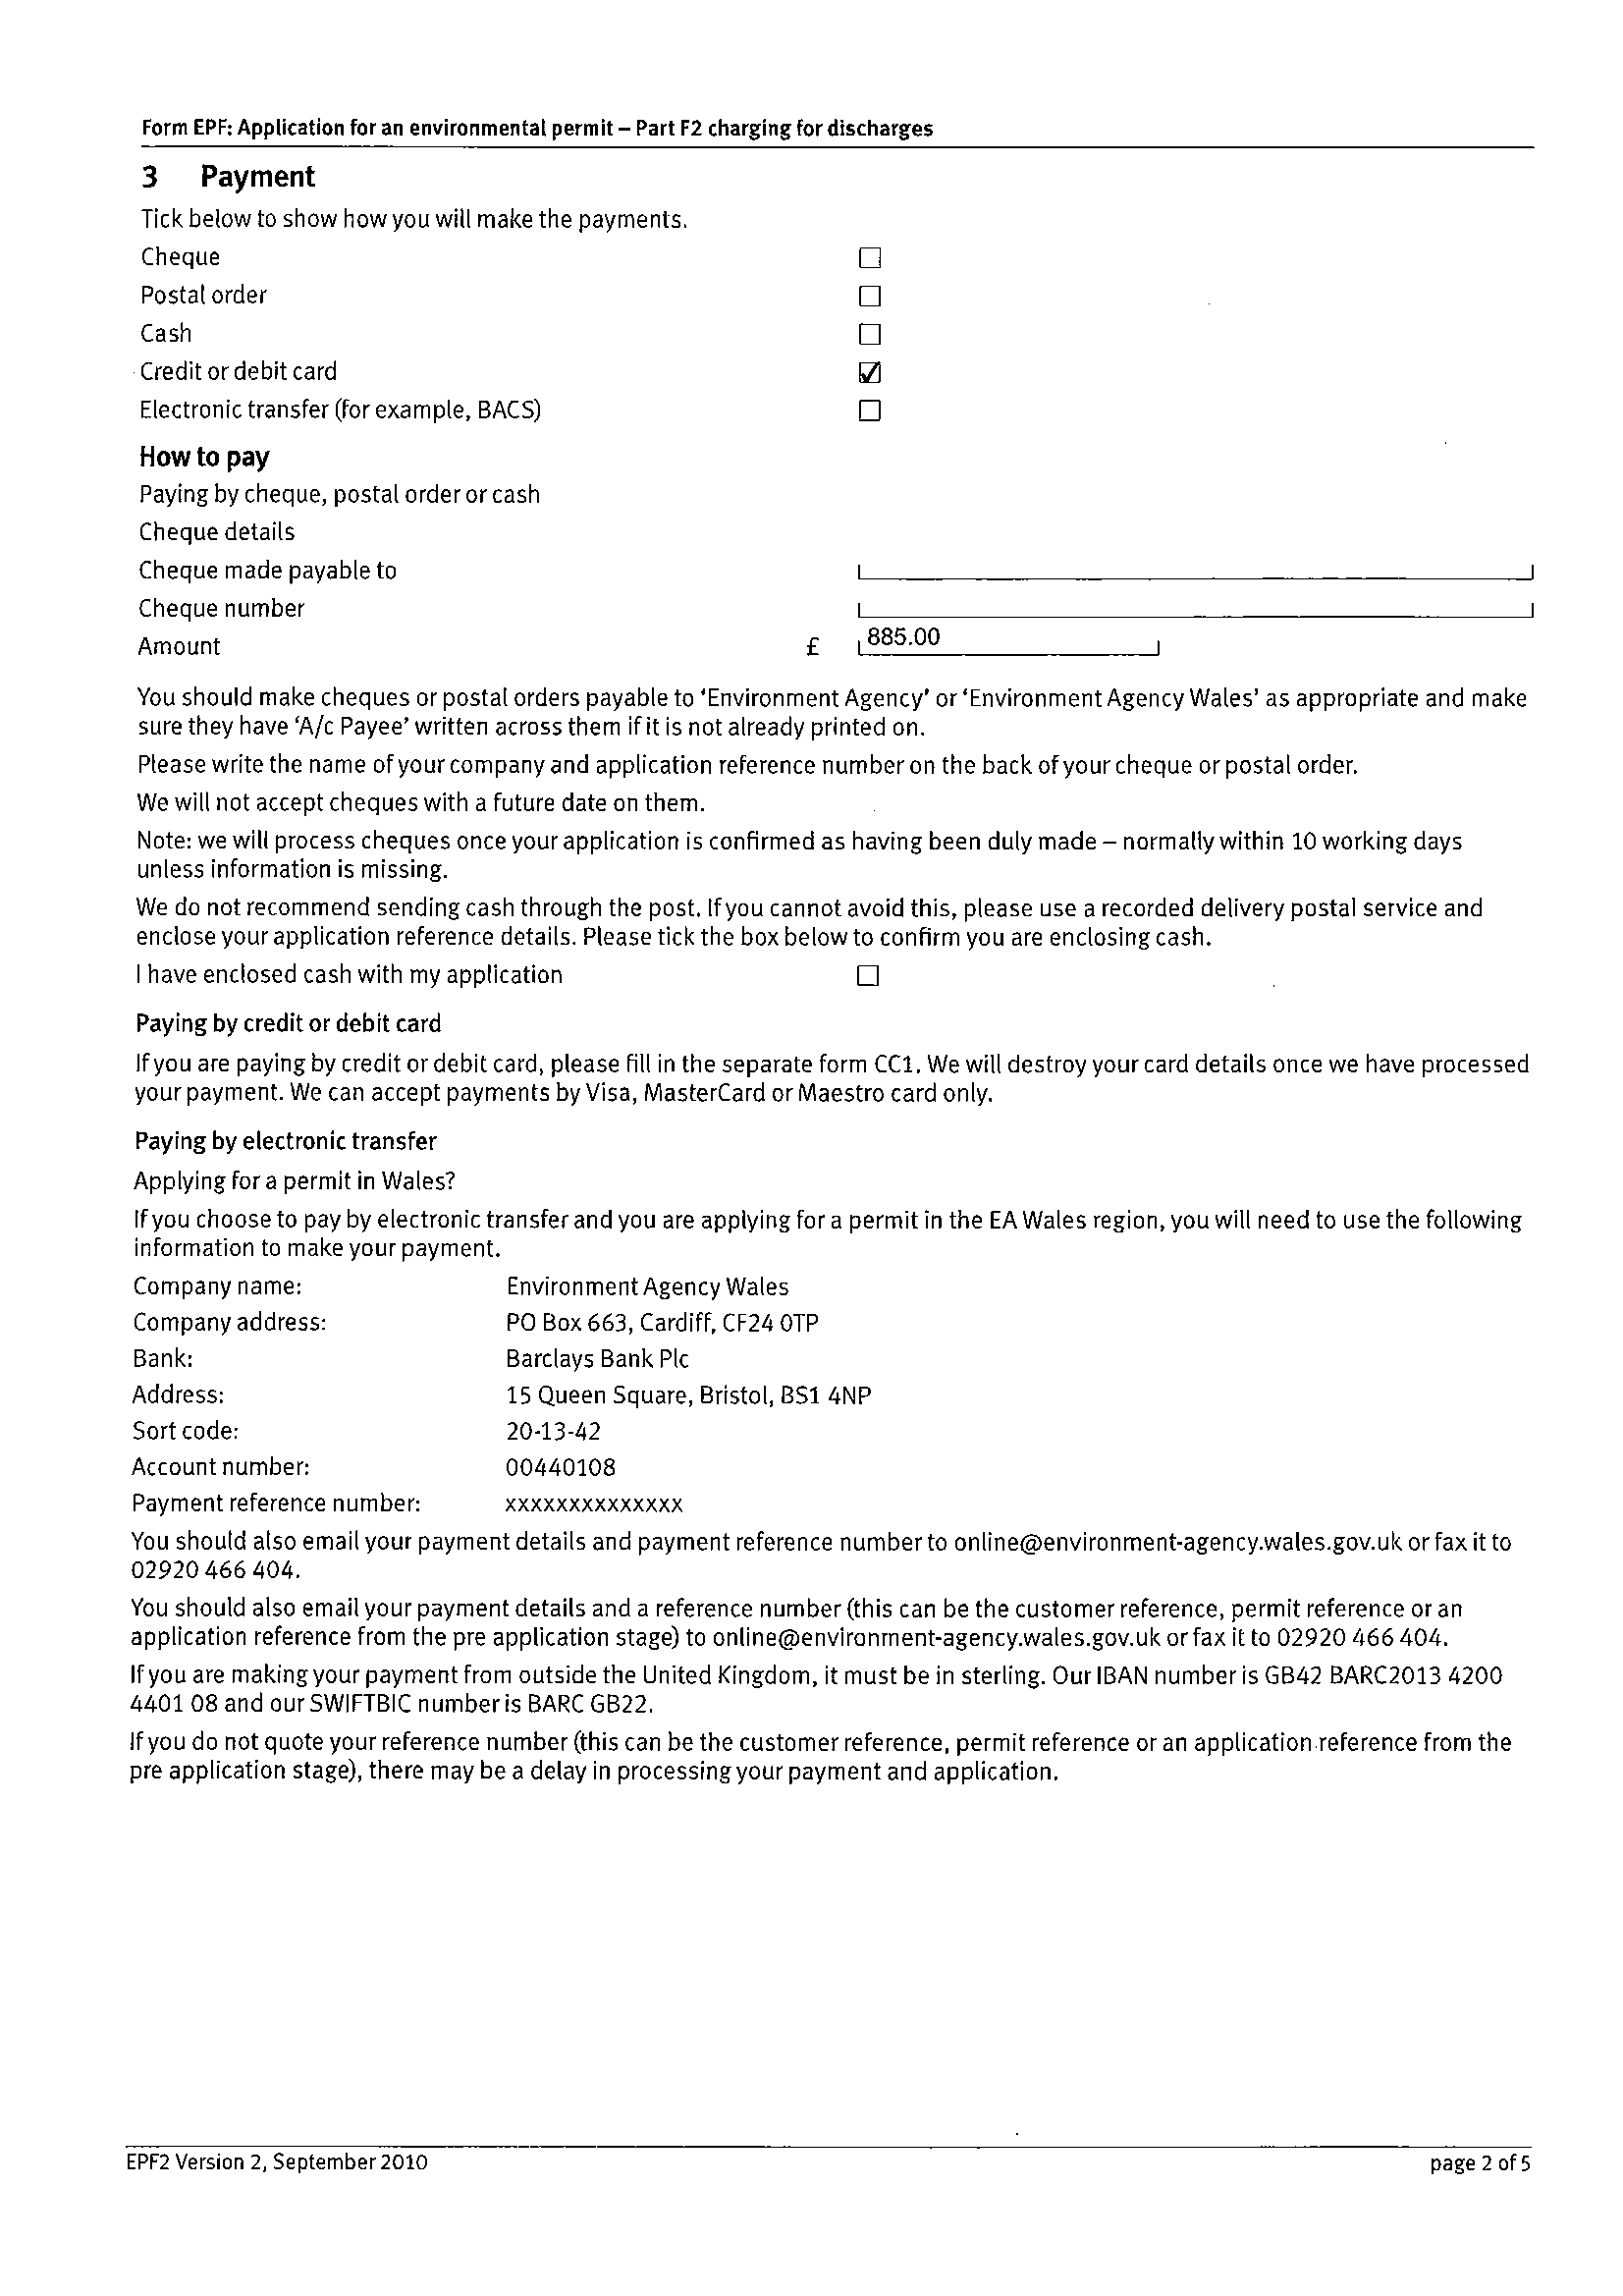 Form EPF: Application for an environmental permit – Part F2 charging for discharges
3 Payment
Tick below to show how you will make the payments.
Cheque
Postal order
Cash
Credit or debit card
Electronic transfer (for example, BACS)
How to pay
Paying by cheque, postal order or cash
Cheque details
Cheque made payable to
Cheque number
Amount £ 885.00
You should make cheques or postal orders payable to 'Environment Agency' or 'Environment Agency Wales' as appropriate and make
sure they have 'A/c Payee' written across them if it is not already printed on.
Please write the name of your company and application reference number on the back of your cheque or postal order.
We will not accept cheques with a future date on them.
Note: we will process cheques once your application is confirmed as having been duly made – normally within 10 working days
unless information is missing.
We do not recommend sending cash through the post. If you cannot avoid this, please use a recorded delivery postal service and
enclose your application reference details. Please tick the box below to confirm you are enclosing cash.
I have enclosed cash with my application
Paying by credit or debit card
If you are paying by credit or debit card, please fill in the separate form CC1. We will destroy your card details once we have processed
your payment. We can accept payments by Visa, MasterCard or Maestro card only.
Paying by electronic transfer
Applying for a permit in Wales?
If you choose to pay by electronic transfer and you are applying for a permit in the EA Wales region, you will need to use the following
information to make your payment.
Company name: Environment Agency Wales
Company address: PO Box 663, Cardiff, CF24 0TP
Bank: Barclays Bank Plc
Address: 15 Queen Square, Bristol, BS1 4NP
Sort code: 20-13-42
Account number: 00440108
Payment reference number: xxxxxxxxxxxxxx
You should also email your payment details and payment reference number to online@environment-agency.wales.gov.uk or fax it to
02920 466 404.
You should also email your payment details and a reference number (this can be the customer reference, permit reference or an
application reference from the pre application stage) to online@environment-agency.wales.gov.uk or fax it to 02920 466 404.
If you are making your payment from outside the United Kingdom, it must be in sterling. Our IBAN number is GB42 BARC2013 4200
4401 08 and our SWIFTBIC number is BARC GB22.
If you do not quote your reference number (this can be the customer reference, permit reference or an application reference from the
pre application stage), there may be a delay in processing your payment and application.
EPF2 Version 2, September 2010 page 2 of 5